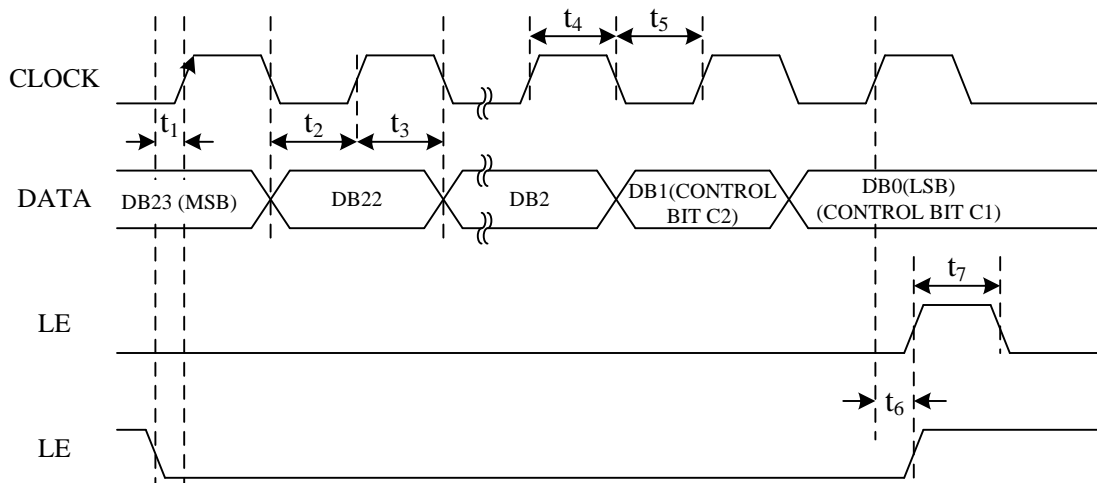 t4
t5
CLOCK
t1
t2
t3
DATA
DB23 (MSB)
DB22
DB2
DB1(CONTROL
BIT C2)
DB0(LSB)
(CONTROL BIT C1)
t7
LE
t6
LE